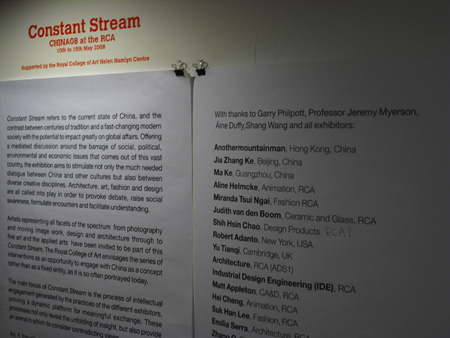 Constant Stream
CHINA08 at the RCA
10th to 15th May 2008
Supported by the Royal College of Art Helen Hamlyn Centre
Constant Stream refers to the current state of China, and the
contrast between centuries of tradition and a fast-changing modern
society with the potential to impact greatly on global affairs. Offering
a mediated discussion around the barrage of social, political,
environmental and economic issues that comes out of this vast
country, the exhibition aims to stimulate not only the much needed
dialogue between China and other cultures but also between
diverse creative disciplines. Architecture, art, fashion and design
are all called into play in order to provoke debate, raise social
awareness, formulate encounters and facilitate understanding.
Artists representing all facets of the spectrum from photography
and moving image work, design and architecture through to
fine art and the applied arts have been invited to be part of this
Constant Stream. The Royal College of Art envisages the series of
interventions as an opportunity to engage with China as a concept
rather than as a fixed entity, as it is so often portrayed today.
The main focus of Constant Stream is the process of intellectual
engagement generated by the practices of the different exhibitors,
proving a dynamic platform for meaningful exchange. These
processes not only reveal the unfolding of insight, but also provide
an arena in which to consider contradicting
With thanks to Garry Philpott, Professor Jeremy Myerson,
Aine Duffy, Shang Wang and all exhibitors:
Anothermountainman, Hong Kong, China
Jia Zhang Ke, Beijing, China
Ma Ke, Guangzhou, China
Aline Helmcke, Animation, RCA
Miranda Tsui Ngai, Fashion RCA
Judith van den Boom, Ceramic and Glass, RCA
Shih Hsin Chao, Design Products, RCA
Robert Adanto, New York, USA
Yu Tianqi, Cambridge, UK
Architecture, RCA (ADS1)
Industrial Design Engineering (IDE), RCA
Matt Appleton, CA&D, RCA
Hei Cheng, Animation, RCA
Suk Han Lee, Fashion, RCA
Emilia Serra, Architecture, RCA